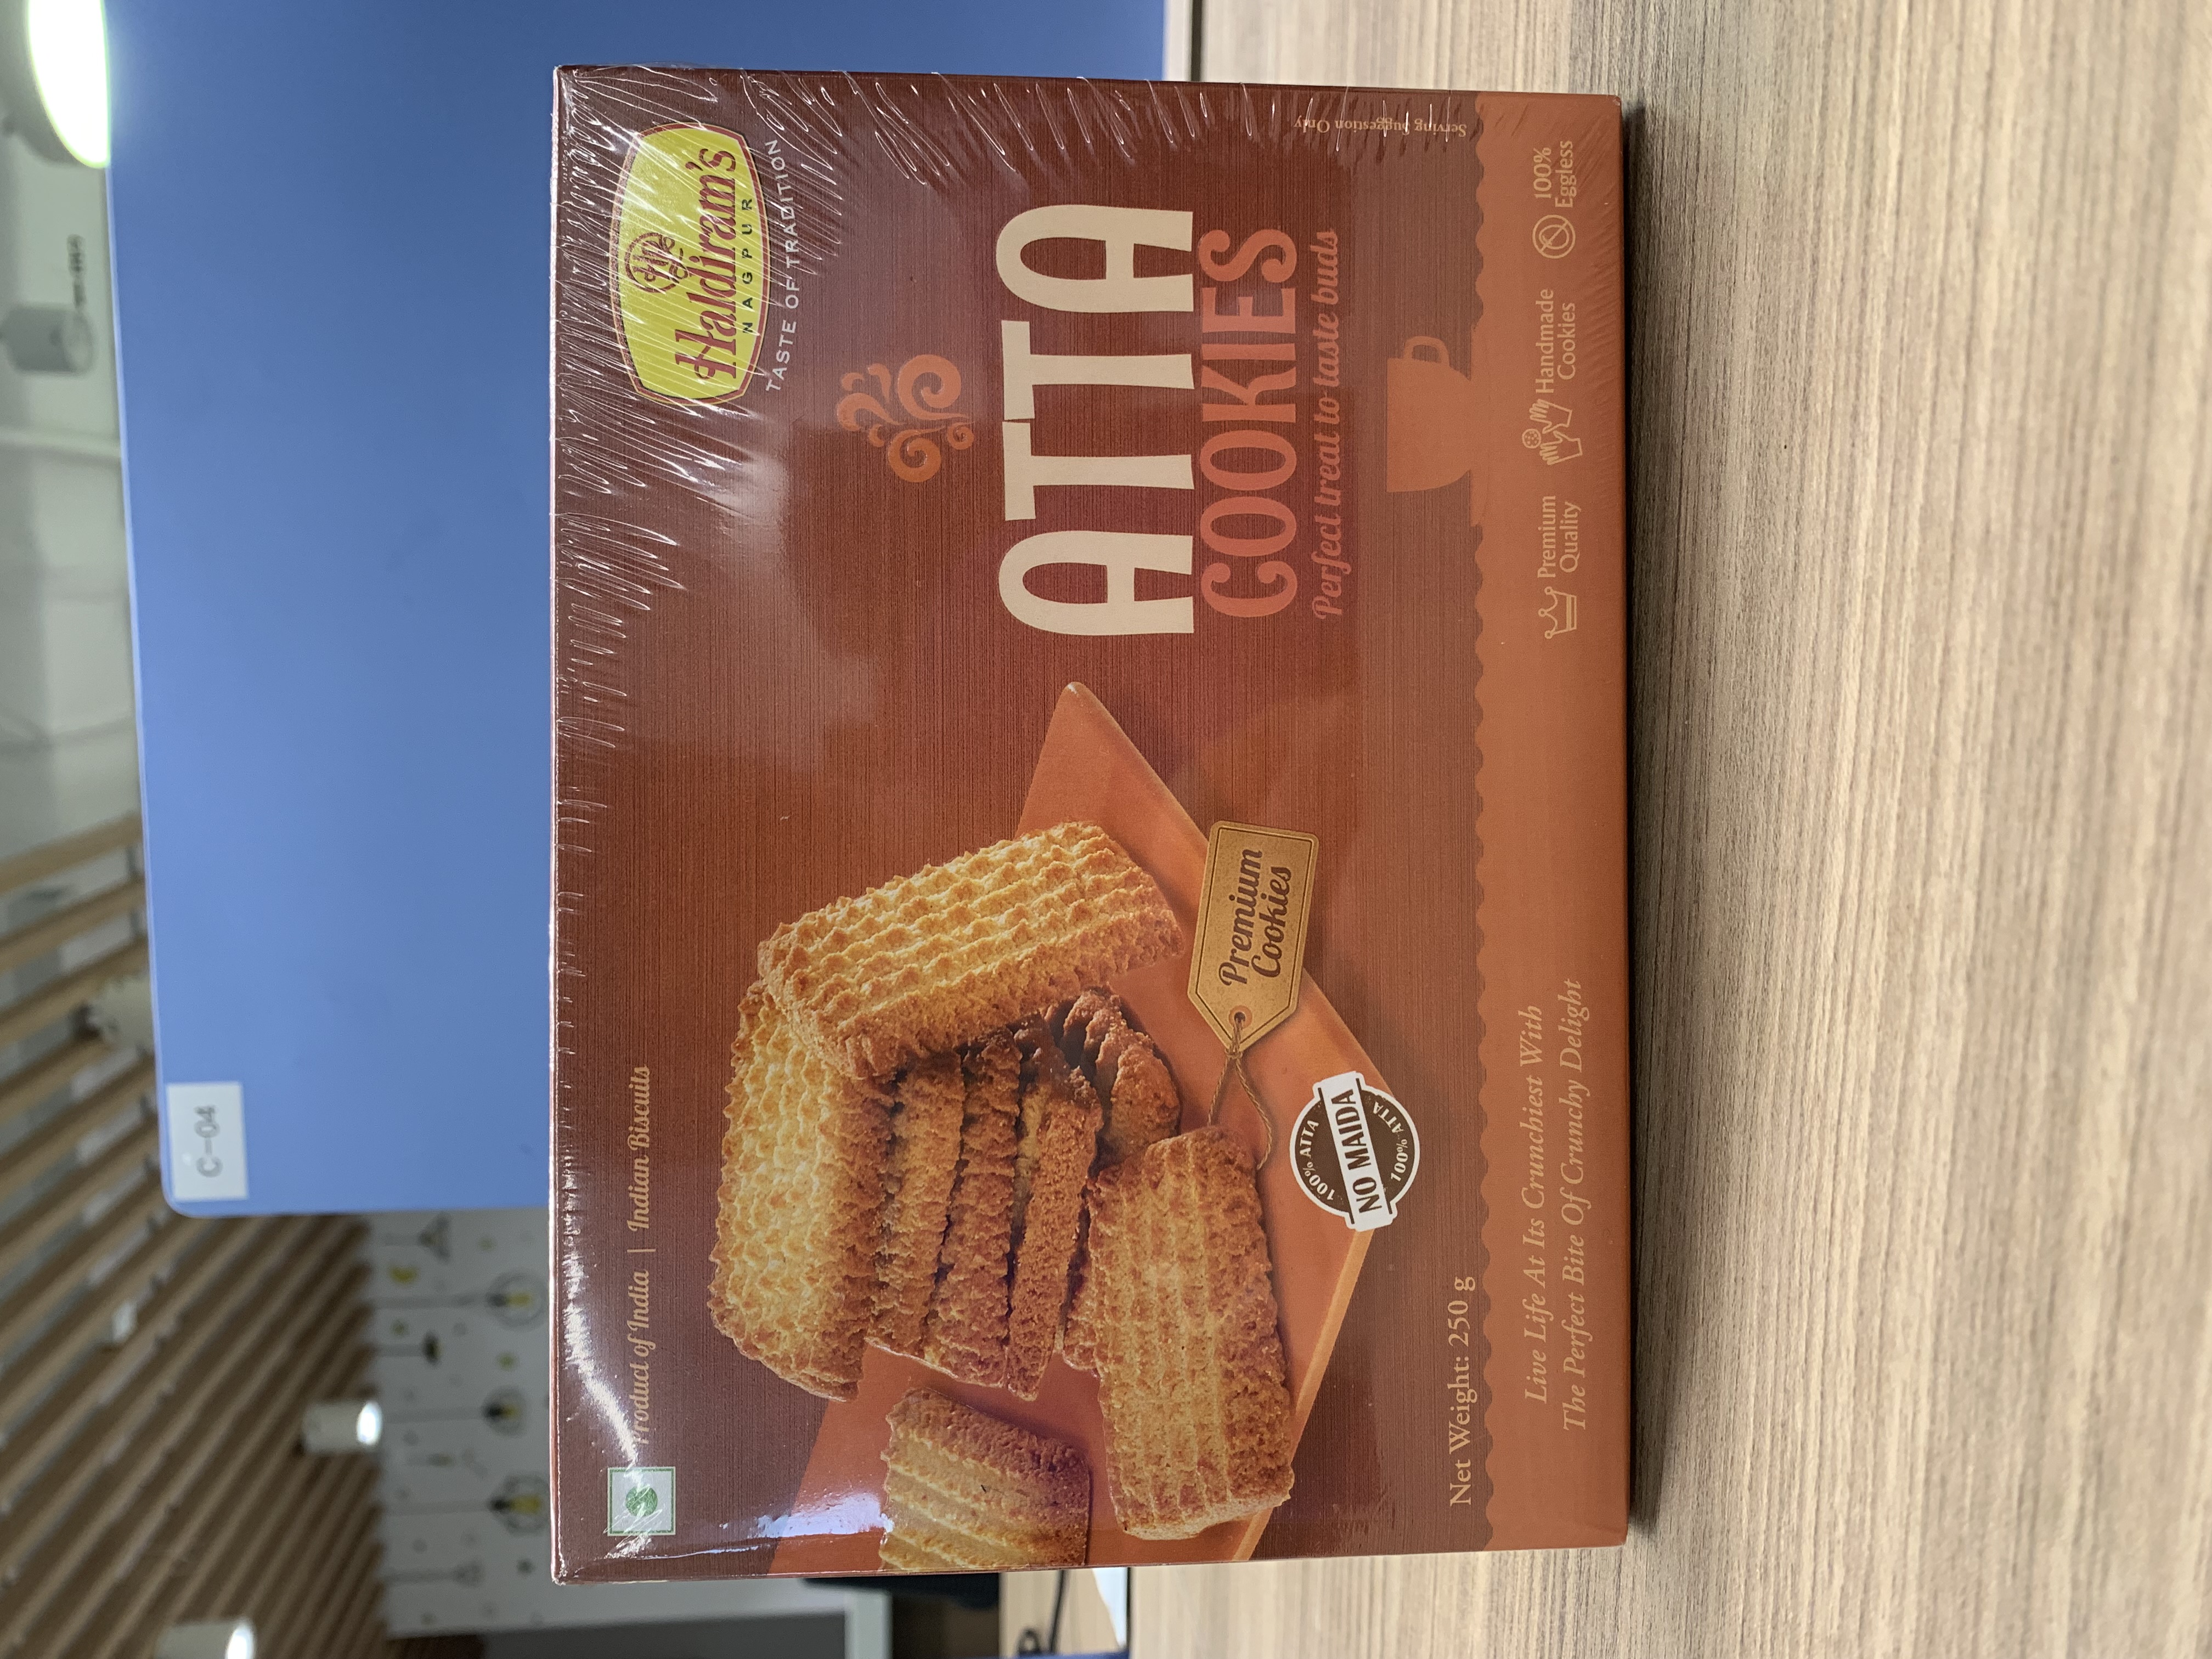 C-04
Product of India | Indian Biscuits
Haldiram's
NAGPUR
TASTE OF TRADITION
ATTA
COOKIES
Perfect treat to taste buds
Premium
Cookies
100% ATTA
NO MAIDA
100% ATTA
Net Weight: 250 g
Serving Suggestion Only
Live Life At Its Crunchiest With
The Perfect Bite Of Crunchy Delight
Premium
Quality
Handmade
Cookies
100%
Eggless